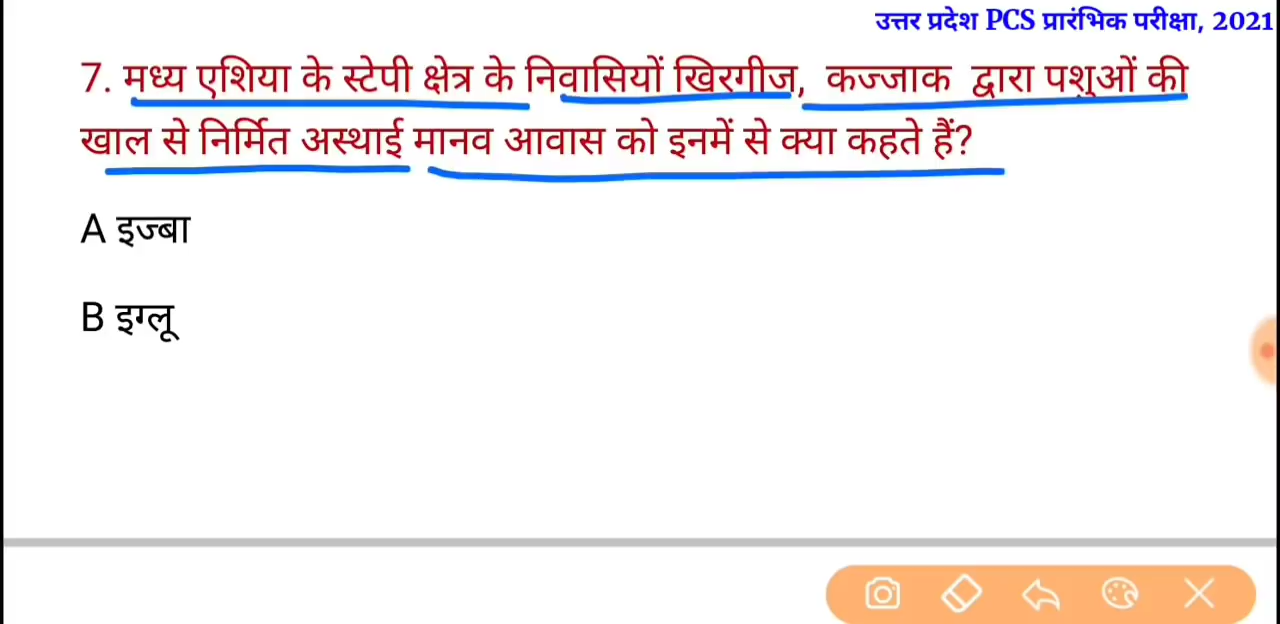 उत्तर प्रदेश PCS प्रारंभिक परीक्षा, 2021
7. मध्य एशिया के स्टेपी क्षेत्र के निवासियों खिरगीज, कज्जाक द्वारा पशुओं की
खाल से निर्मित अस्थाई मानव आवास को इनमें से क्या कहते हैं?
A इज्बा
B इग्लू